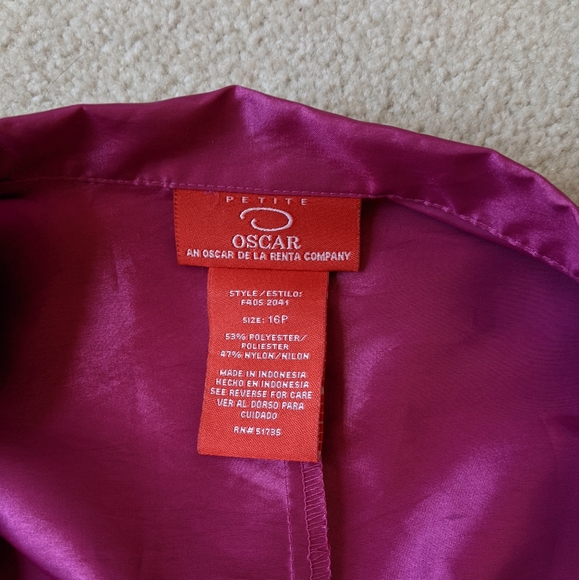 PETITE
OSCAR
AN OSCAR DE LA RENTA COMPANY
STYLE/ESTILO:
F40S 2041
SIZE: 16P
53% POLYESTER/
POLIESTER
47% NYLON/NILON
MADE IN INDONESIA
HECHO EN INDONESIA
SEE REVERSE FOR CARE
VER AL DORSO PARA
CUIDADO
RN# 51735